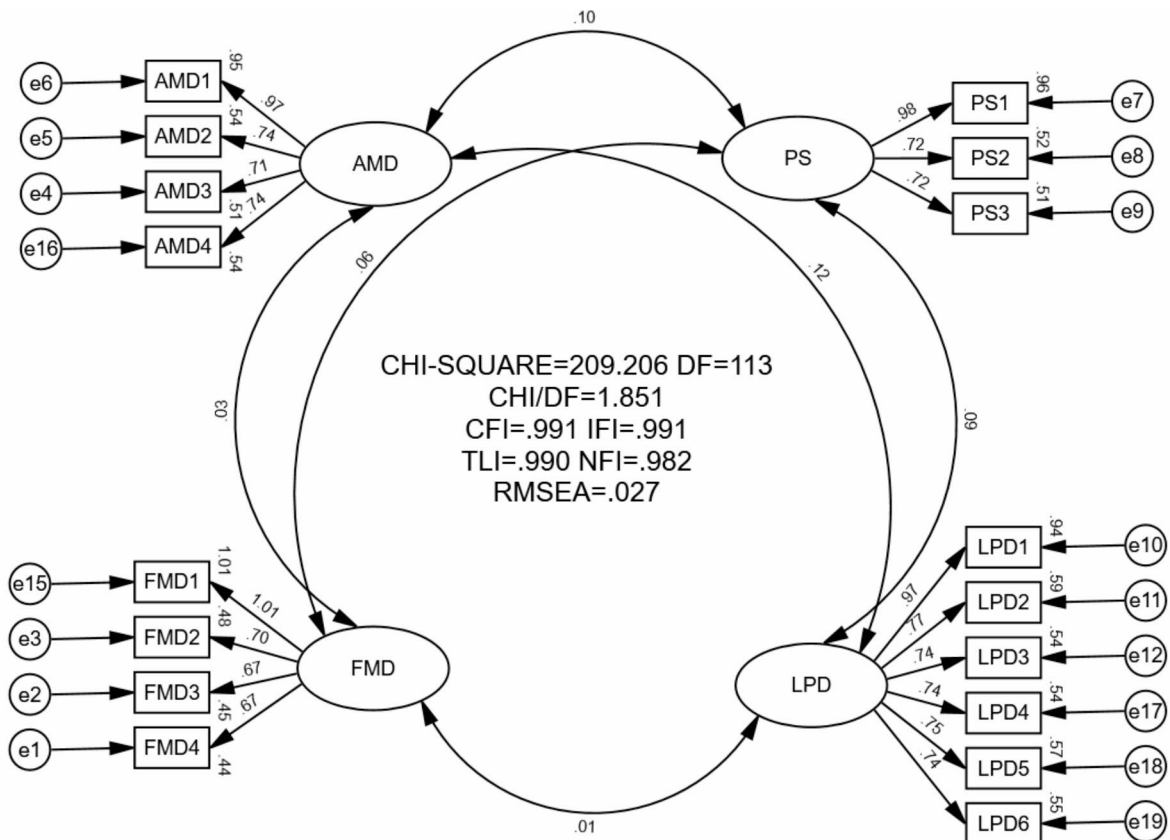 .10
e6
AMD1
.95
.97
e5
AMD2
.54
.74
e4
AMD3
.71
.51
e16
AMD4
.74
.54
AMD
PS
.98
PS1
.96
e7
.72
PS2
.52
e8
.72
PS3
.51
e9
.06
.12
.03
.09
CHI-SQUARE=209.206 DF=113
CHI/DF=1.851
CFI=.991 IFI=.991
TLI=.990 NFI=.982
RMSEA=.027
e15
FMD1
1.01
1.01
e3
FMD2
.48
.70
e2
FMD3
.67
.45
e1
FMD4
.67
.44
FMD
LPD
.97
LPD1
.94
e10
.77
LPD2
.59
e11
.74
LPD3
.54
e12
.74
LPD4
.54
e17
.75
LPD5
.57
e18
.74
LPD6
.55
e19
.01